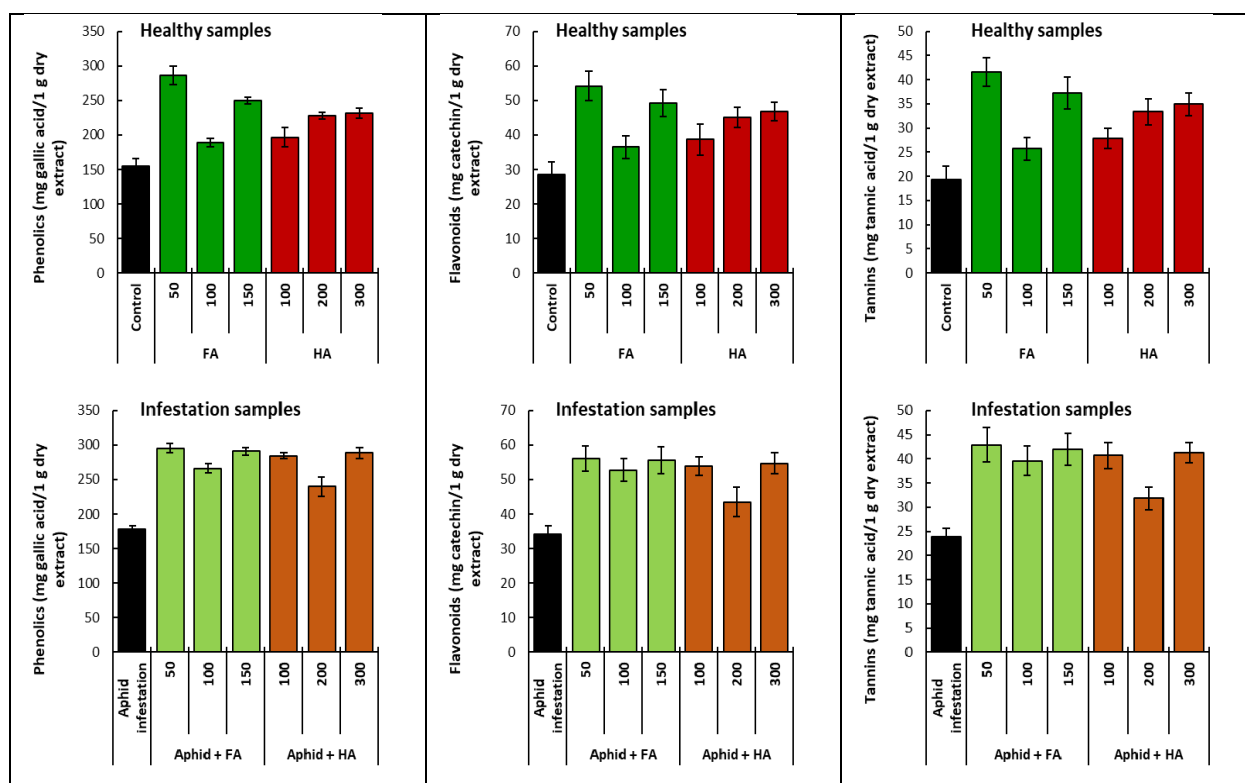 Healthy samples
Phenolics (mg gallic acid/1 g dry
extract)
350
300
250
200
150
100
50
0
Control
50
100
150
100
200
300
FA
HA
Healthy samples
Flavonoids (mg catechin/1 g dry
extract)
70
60
50
40
30
20
10
0
Control
50
100
150
100
200
300
FA
HA
Healthy samples
Tannins (mg tannic acid/1 g dry extract)
50
45
40
35
30
25
20
15
10
5
0
Control
50
100
150
100
200
300
FA
HA
Infestation samples
Phenolics (mg gallic acid/1 g dry
extract)
350
300
250
200
150
100
50
0
Aphid
infestation
50
100
150
100
200
300
Aphid + FA
Aphid + HA
Infestation samples
Flavonoids (mg catechin/1 g dry
extract)
70
60
50
40
30
20
10
0
Aphid
infestation
50
100
150
100
200
300
Aphid + FA
Aphid + HA
Infestation samples
Tannins (mg tannic acid/1 g dry extract)
50
45
40
35
30
25
20
15
10
5
0
Aphid
infestation
50
100
150
100
200
300
Aphid + FA
Aphid + HA